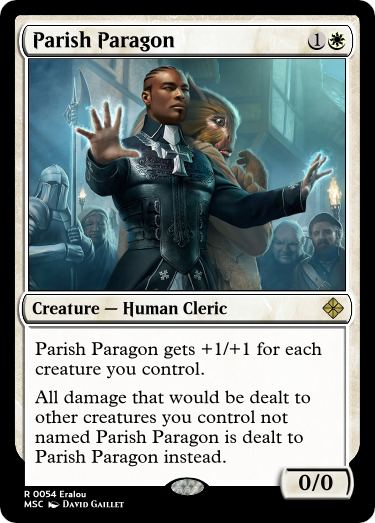 Parish Paragon 1
Creature — Human Cleric
Parish Paragon gets +1/+1 for each
creature you control.
All damage that would be dealt to
other creatures you control not
named Parish Paragon is dealt to
Parish Paragon instead.
0/0
R 0054 Eralou
MSC DAVID GAILLET